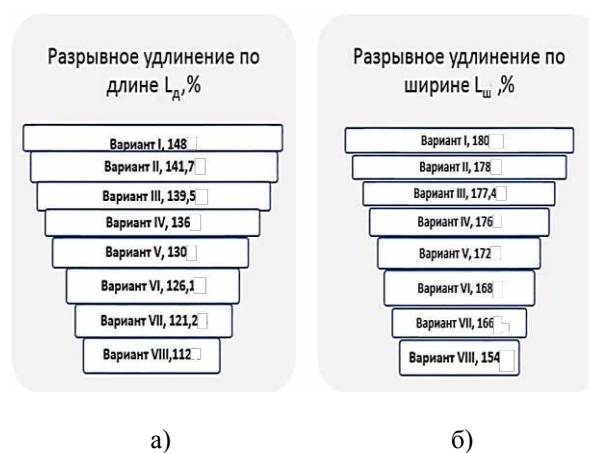 Разрывное удлинение по
длине Lд,%
Вариант I, 148
Вариант II, 141,7
Вариант III, 139,5
Вариант IV, 136
Вариант V, 130
Вариант VI, 126,1
Вариант VII, 121,2
Вариант VIII,112
а)
Разрывное удлинение по
ширине Lш ,%
Вариант I, 180
Вариант II, 178
Вариант III, 177,4
Вариант IV, 176
Вариант V, 172
Вариант VI, 168
Вариант VII, 166
Вариант VIII, 154
б)